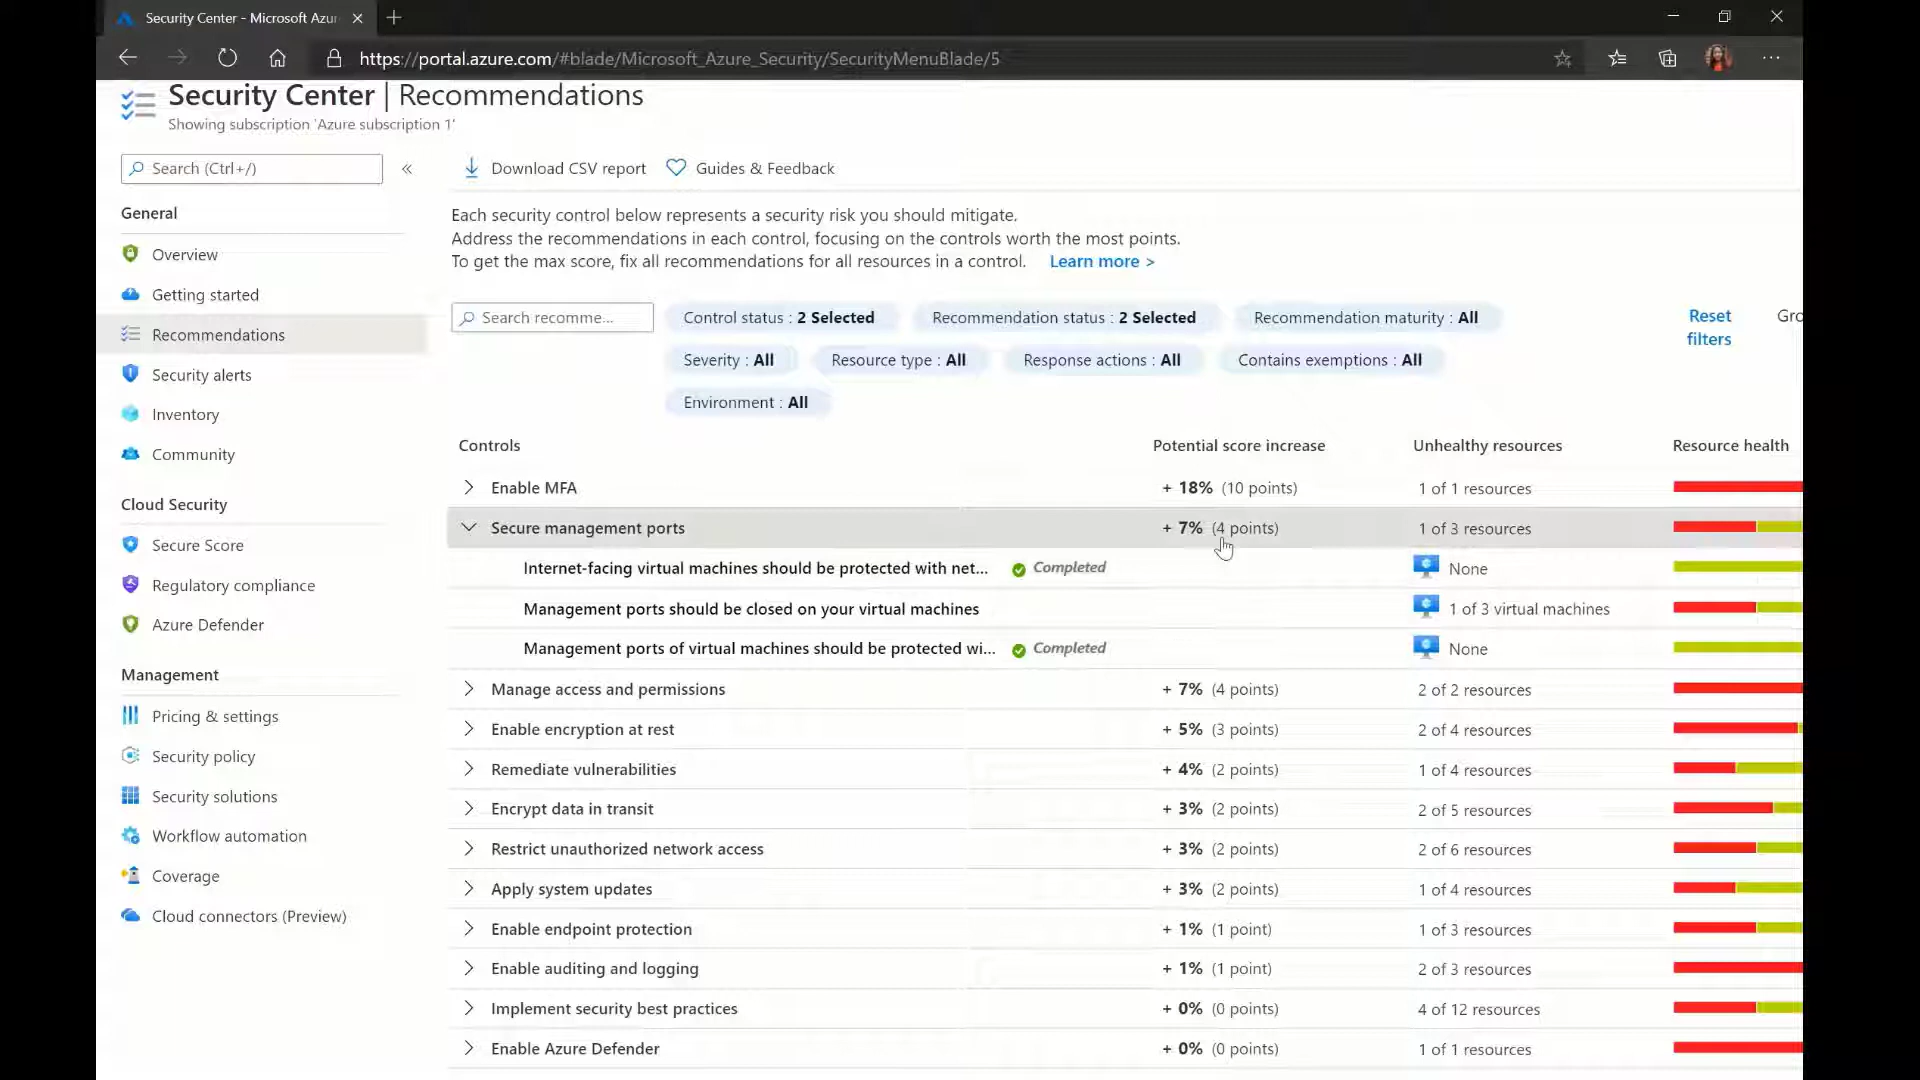 Security Center - Microsoft Azur
https://portal.azure.com/#blade/Microsoft_Azure_Security/SecurityMenuBlade/5
Security Center | Recommendations
Showing subscription 'Azure subscription 1'
Search (Ctrl+/)
«
Download CSV report
Guides & Feedback
General
Overview
Getting started
Recommendations
Security alerts
Inventory
Community
Cloud Security
Secure Score
Regulatory compliance
Azure Defender
Management
Pricing & settings
Security policy
Security solutions
Workflow automation
Coverage
Cloud connectors (Preview)
Each security control below represents a security risk you should mitigate.
Address the recommendations in each control, focusing on the controls worth the most points.
To get the max score, fix all recommendations for all resources in a control. Learn more >
Search recomme...
Control status : 2 Selected
Recommendation status : 2 Selected
Recommendation maturity : All
Severity : All
Resource type : All
Response actions : All
Contains exemptions : All
Environment : All
Reset
filters
Gro
Controls Potential score increase Unhealthy resources Resource health
Enable MFA + 18% (10 points) 1 of 1 resources
Secure management ports + 7% (4 points) 1 of 3 resources
Internet-facing virtual machines should be protected with net... Completed None
Management ports should be closed on your virtual machines 1 of 3 virtual machines
Management ports of virtual machines should be protected wi... Completed None
Manage access and permissions + 7% (4 points) 2 of 2 resources
Enable encryption at rest + 5% (3 points) 2 of 4 resources
Remediate vulnerabilities + 4% (2 points) 1 of 4 resources
Encrypt data in transit + 3% (2 points) 2 of 5 resources
Restrict unauthorized network access + 3% (2 points) 2 of 6 resources
Apply system updates + 3% (2 points) 1 of 4 resources
Enable endpoint protection + 1% (1 point) 1 of 3 resources
Enable auditing and logging + 1% (1 point) 2 of 3 resources
Implement security best practices + 0% (0 points) 4 of 12 resources
Enable Azure Defender + 0% (0 points) 1 of 1 resources